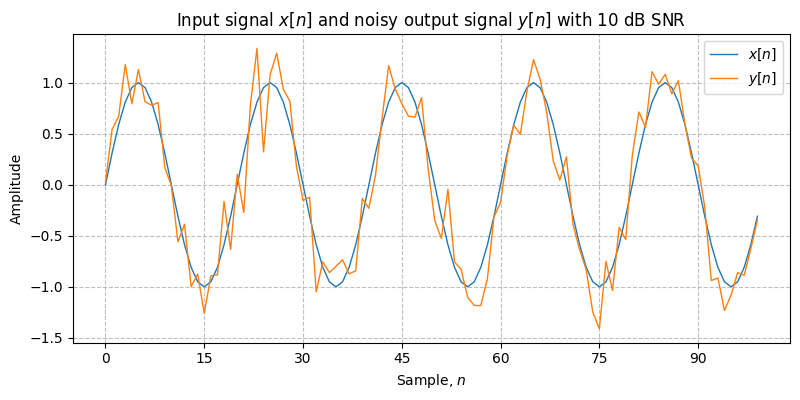 Input signal x[n] and noisy output signal y[n] with 10 dB SNR
x[n]
y[n]
Amplitude
1.0
0.5
0.0
−0.5
−1.0
−1.5
0 15 30 45 60 75 90
Sample, n